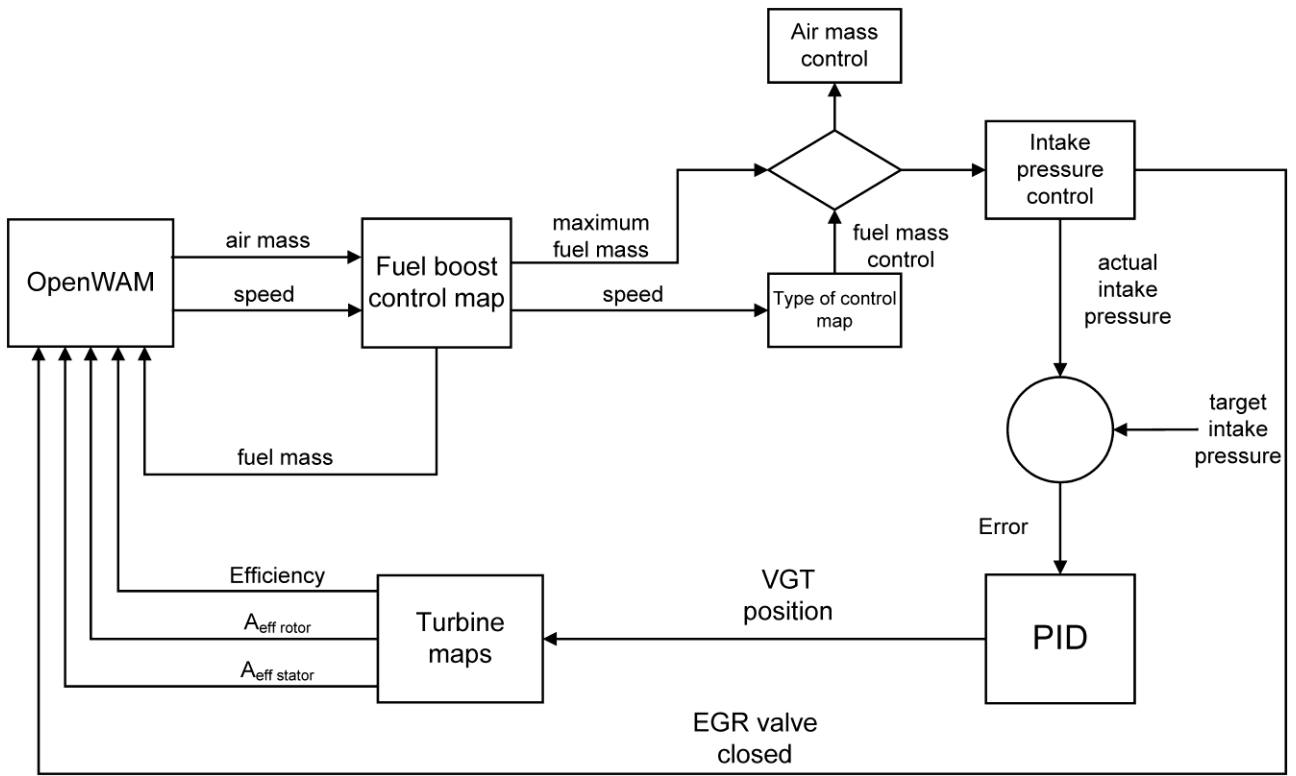 Air mass
control
Intake
pressure
control
maximum
fuel mass
fuel mass
control
air mass
OpenWAM
Fuel boost
control map
speed
speed
Type of control
map
actual
intake
pressure
target
intake
pressure
fuel mass
Error
Efficiency
A eff rotor
A eff stator
Turbine
maps
VGT
position
PID
EGR valve
closed